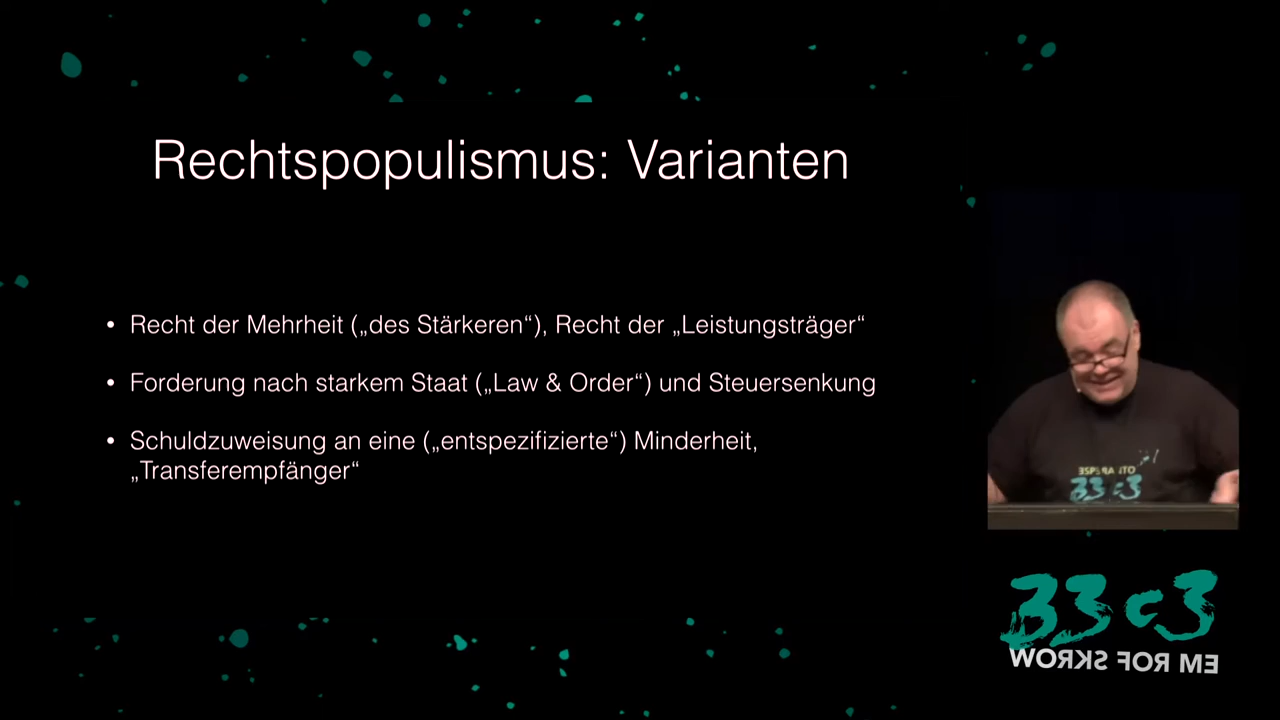 Rechtspopulismus: Varianten
• Recht der Mehrheit („des Stärkeren“), Recht der „Leistungsträger“
• Forderung nach starkem Staat („Law & Order“) und Steuersenkung
• Schuldzuweisung an eine („entspezifizierte“) Minderheit,
„Transferempfänger“
33c3
WORKS FOR ME
33c3